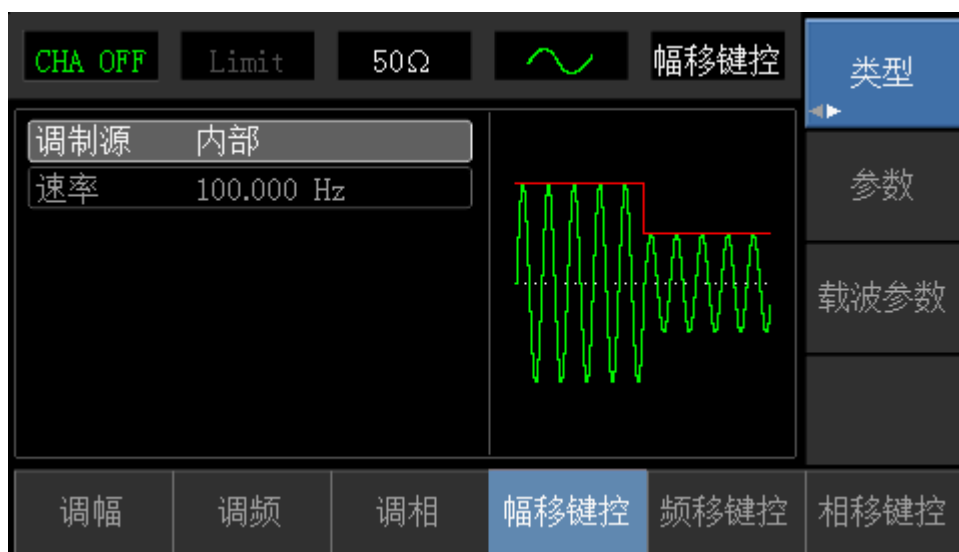 CHA OFF Limit 50Ω 幅移键控 类型
调制源 内部
速率 100.000 Hz
参数
载波参数
调幅 调频 调相 幅移键控 频移键控 相移键控